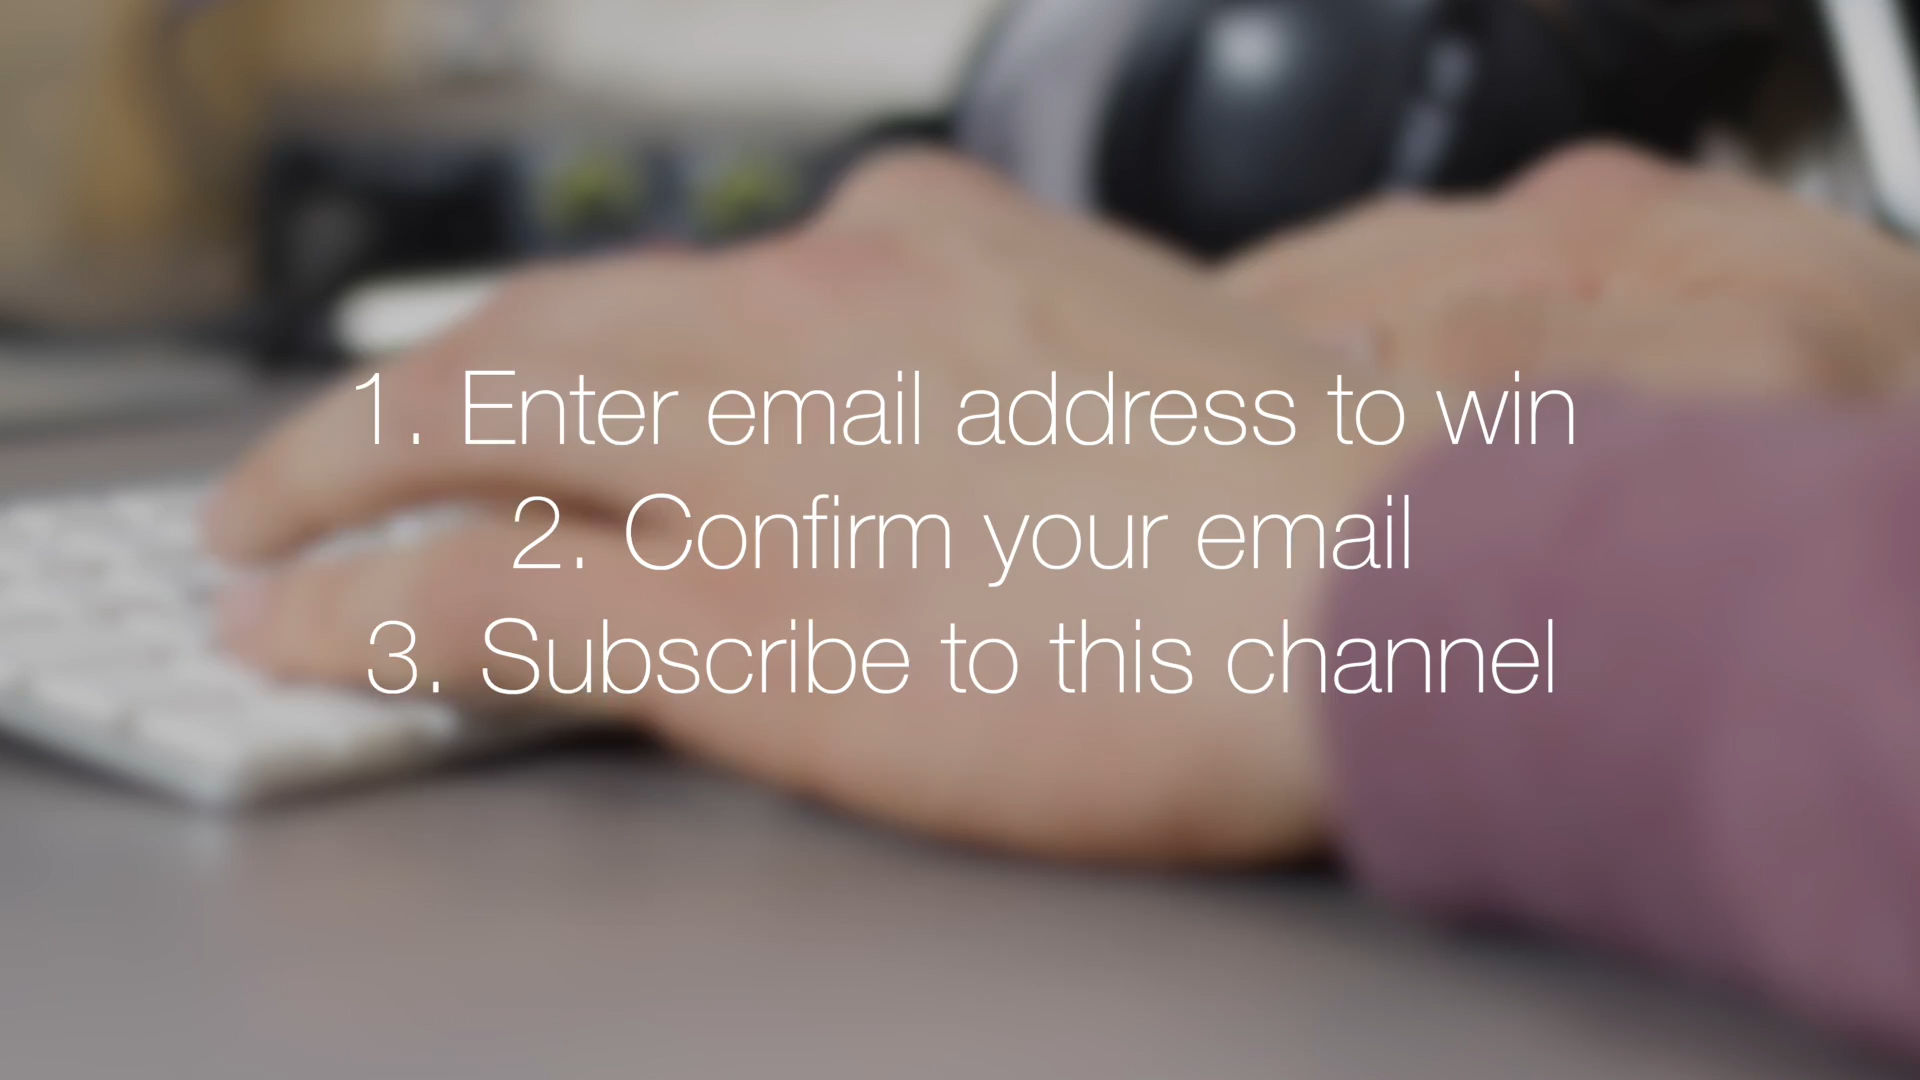 1. Enter email address to win
2. Confirm your email
3. Subscribe to this channel